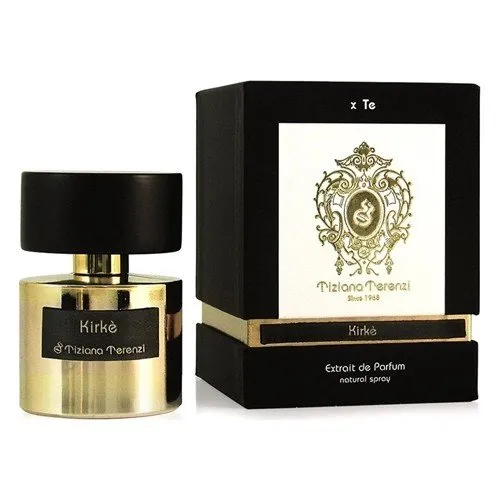 Kirkè
Tiziana Terenzi
x Te
Tiziana Terenzi
Since 1968
Kirkè
Extrait de Parfum
natural spray